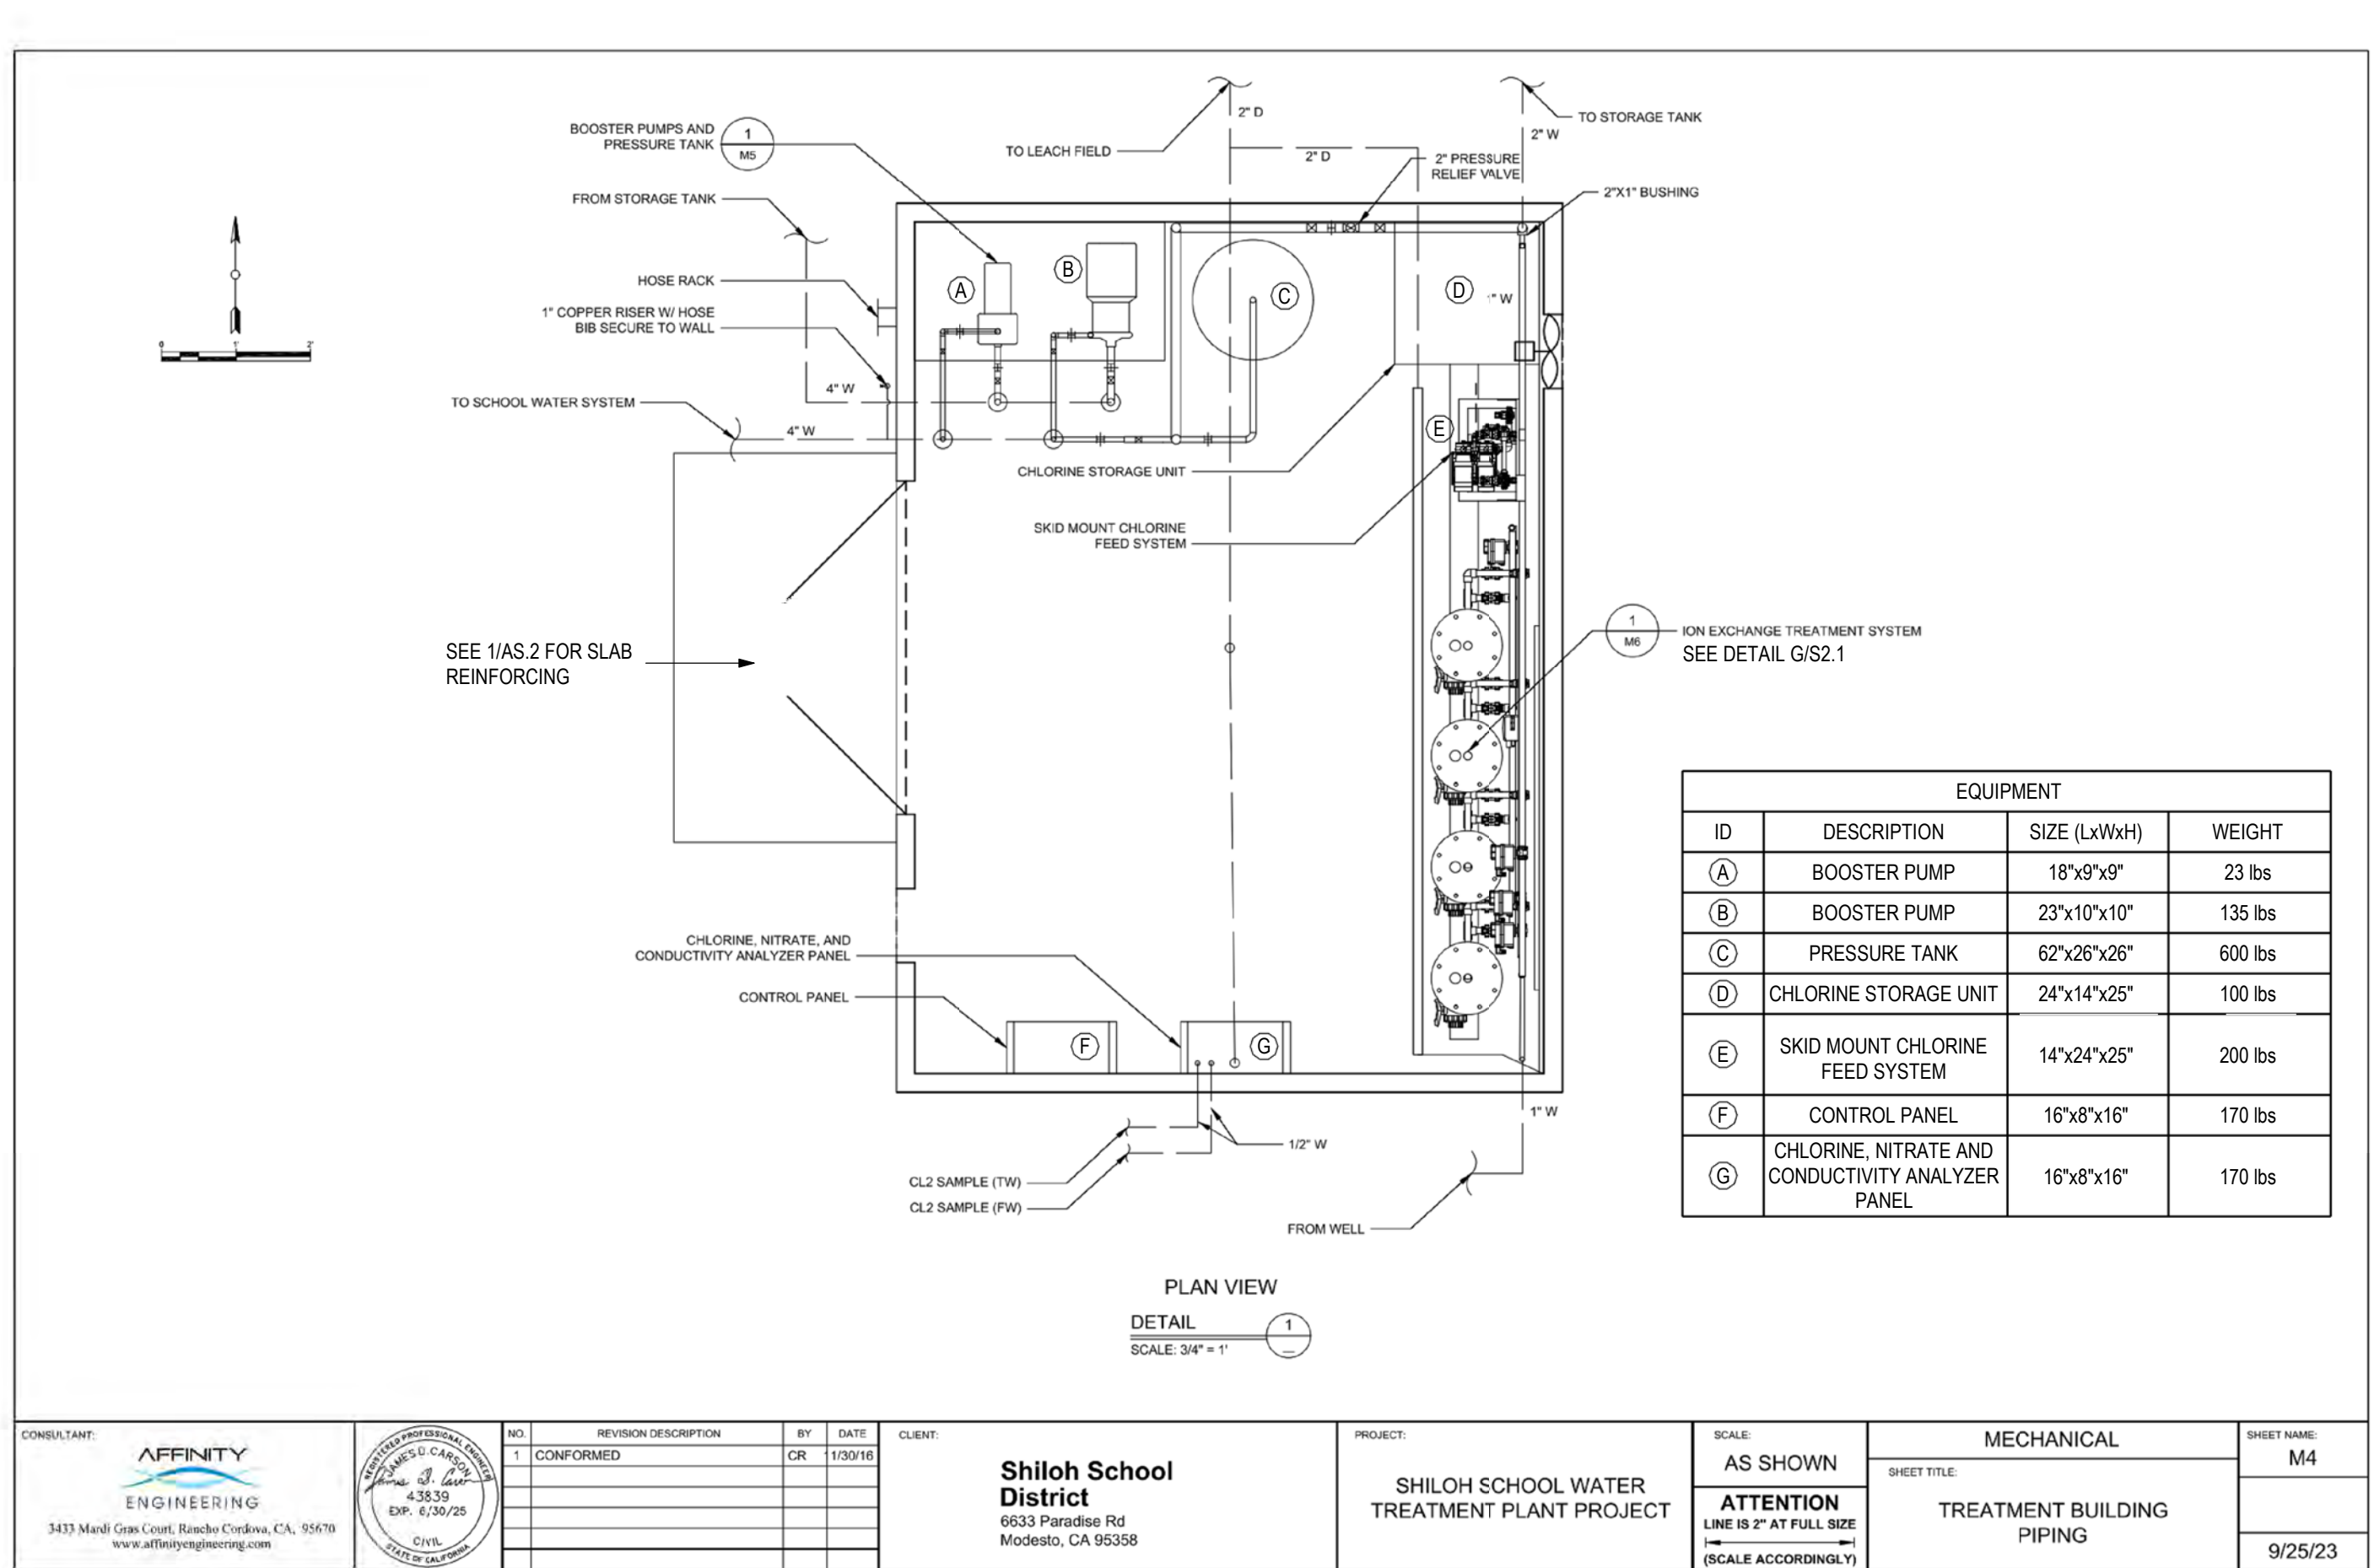 2" D
TO STORAGE TANK
2" W
BOOSTER PUMPS AND
PRESSURE TANK
1
M5
TO LEACH FIELD
2" D
2" PRESSURE
RELIEF VALVE
FROM STORAGE TANK
2"X1" BUSHING
HOSE RACK
A
B
C
D
1" W
1" COPPER RISER W/ HOSE
BIB SECURE TO WALL
0 1' 2'
4" W
TO SCHOOL WATER SYSTEM
4" W
E
CHLORINE STORAGE UNIT
SKID MOUNT CHLORINE
FEED SYSTEM
1
M6
ION EXCHANGE TREATMENT SYSTEM
SEE DETAIL G/S2.1
SEE 1/AS.2 FOR SLAB
REINFORCING
CHLORINE, NITRATE, AND
CONDUCTIVITY ANALYZER PANEL
CONTROL PANEL
F
G
1" W
1/2" W
CL2 SAMPLE (TW)
CL2 SAMPLE (FW)
FROM WELL
EQUIPMENT
ID DESCRIPTION SIZE (LxWxH) WEIGHT
A BOOSTER PUMP 18"x9"x9" 23 lbs
B BOOSTER PUMP 23"x10"x10" 135 lbs
C PRESSURE TANK 62"x26"x26" 600 lbs
D CHLORINE STORAGE UNIT 24"x14"x25" 100 lbs
E SKID MOUNT CHLORINE
FEED SYSTEM 14"x24"x25" 200 lbs
F CONTROL PANEL 16"x8"x16" 170 lbs
G CHLORINE, NITRATE AND
CONDUCTIVITY ANALYZER
PANEL 16"x8"x16" 170 lbs
PLAN VIEW
DETAIL 1
SCALE: 3/4" = 1'
CONSULTANT:
AFFINITY
ENGINEERING
3433 Mardi Gras Court, Rancho Cordova, CA, 95670
www.affinityengineering.com
REGISTERED PROFESSIONAL ENGINEER
JAMES D. CARSON
43839
EXP. 6/30/25
CIVIL
STATE OF CALIFORNIA
NO. REVISION DESCRIPTION BY DATE
1 CONFORMED CR 11/30/16
CLIENT:
Shiloh School
District
6633 Paradise Rd
Modesto, CA 95358
PROJECT:
SHILOH SCHOOL WATER
TREATMENT PLANT PROJECT
SCALE:
AS SHOWN
ATTENTION
LINE IS 2" AT FULL SIZE
(SCALE ACCORDINGLY)
MECHANICAL
SHEET TITLE:
TREATMENT BUILDING
PIPING
SHEET NAME:
M4
9/25/23